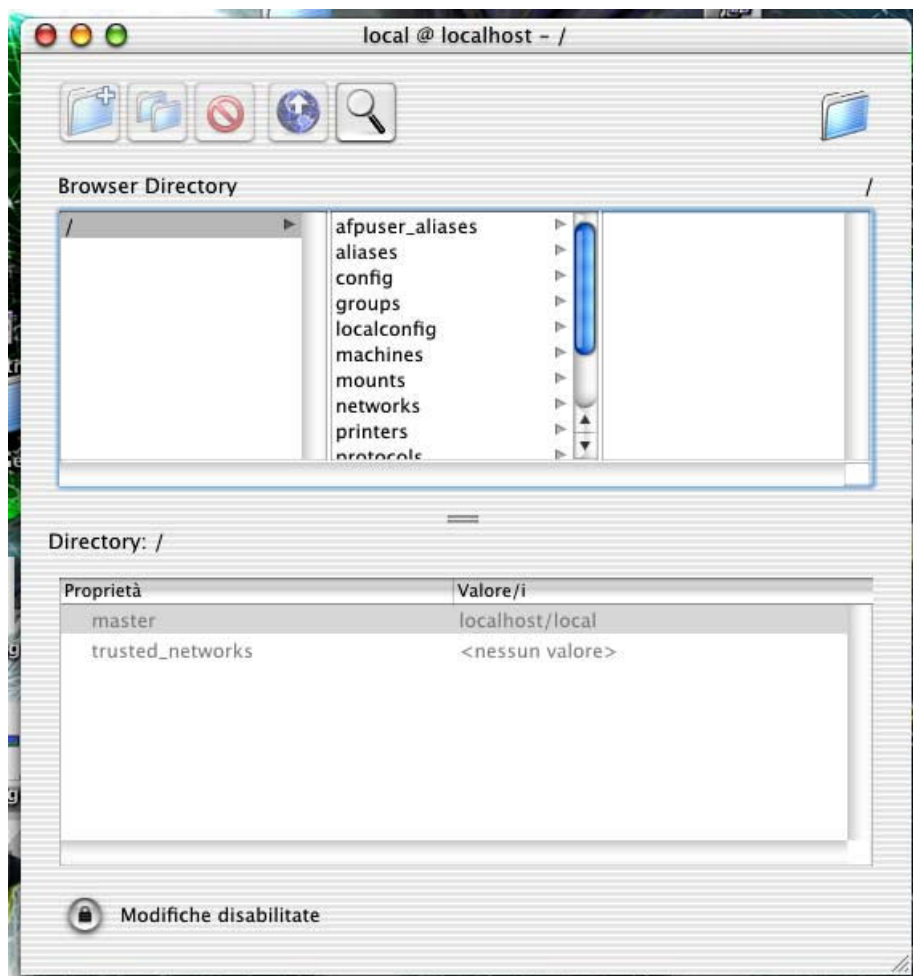 local @ localhost - /
Browser Directory /
/
afpuser_aliases
aliases
config
groups
localconfig
machines
mounts
networks
printers
protocols
Directory: /
Proprietà Valore/i
master localhost/local
trusted_networks <nessun valore>
Modifiche disabilitate